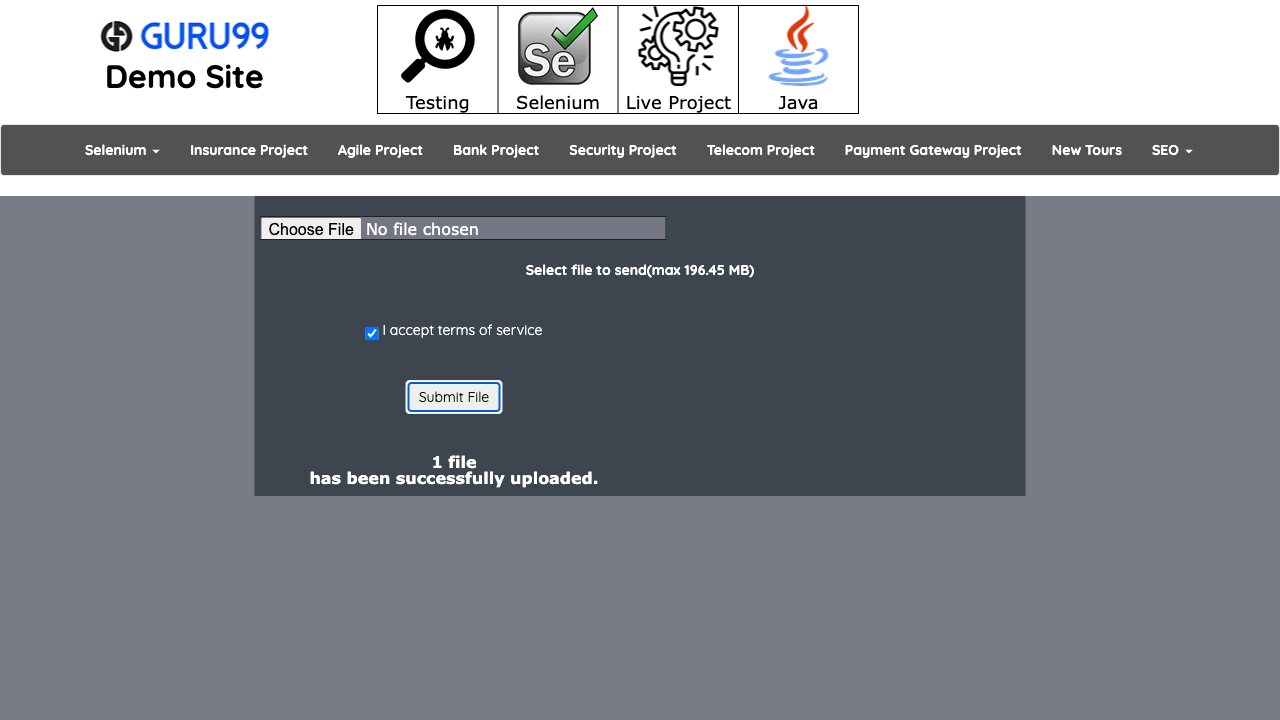 GURU99
Demo Site
Se
Testing
Selenium
Live Project
Java
Selenium
Insurance Project
Agile Project
Bank Project
Security Project
Telecom Project
Payment Gateway Project
New Tours
SEO
Choose File No file chosen
Select file to send(max 196.45 MB)
I accept terms of service
Submit File
1 file
has been successfully uploaded.